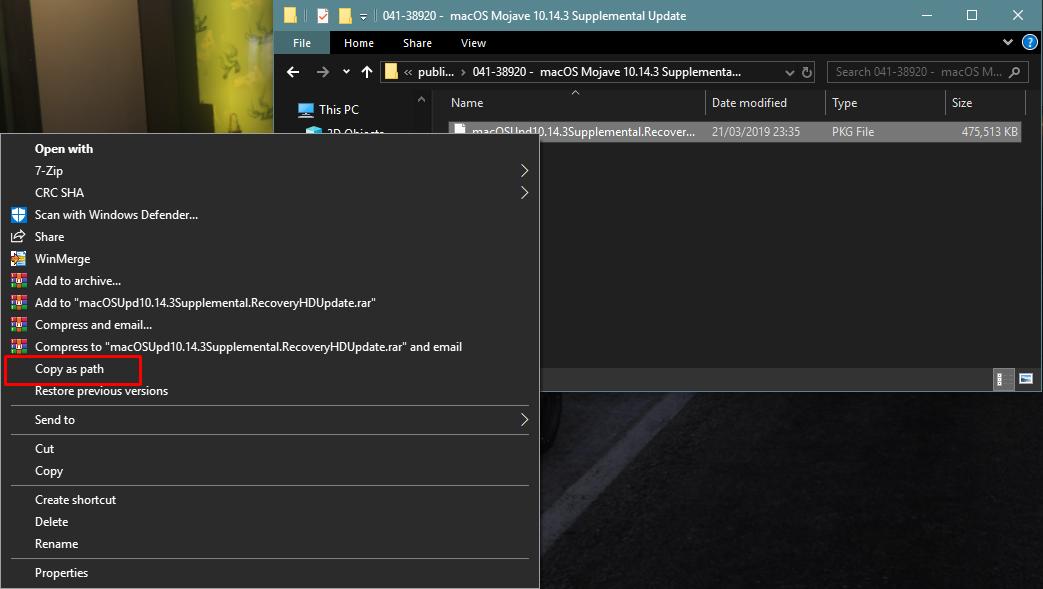 041-38920 -  macOS Mojave 10.14.3 Supplemental Update
File Home Share View
« publi... › 041-38920 -  macOS Mojave 10.14.3 Supplementa...
Search 041-38920 -  macOS M...
This PC
3D Objects
Name Date modified Type Size
macOSUpd10.14.3Supplemental.Recover... 21/03/2019 23:35 PKG File 475,513 KB
Open with
7-Zip
CRC SHA
Scan with Windows Defender...
Share
WinMerge
Add to archive...
Add to "macOSUpd10.14.3Supplemental.RecoveryHDUpdate.rar"
Compress and email...
Compress to "macOSUpd10.14.3Supplemental.RecoveryHDUpdate.rar" and email
Copy as path
Restore previous versions
Send to
Cut
Copy
Create shortcut
Delete
Rename
Properties